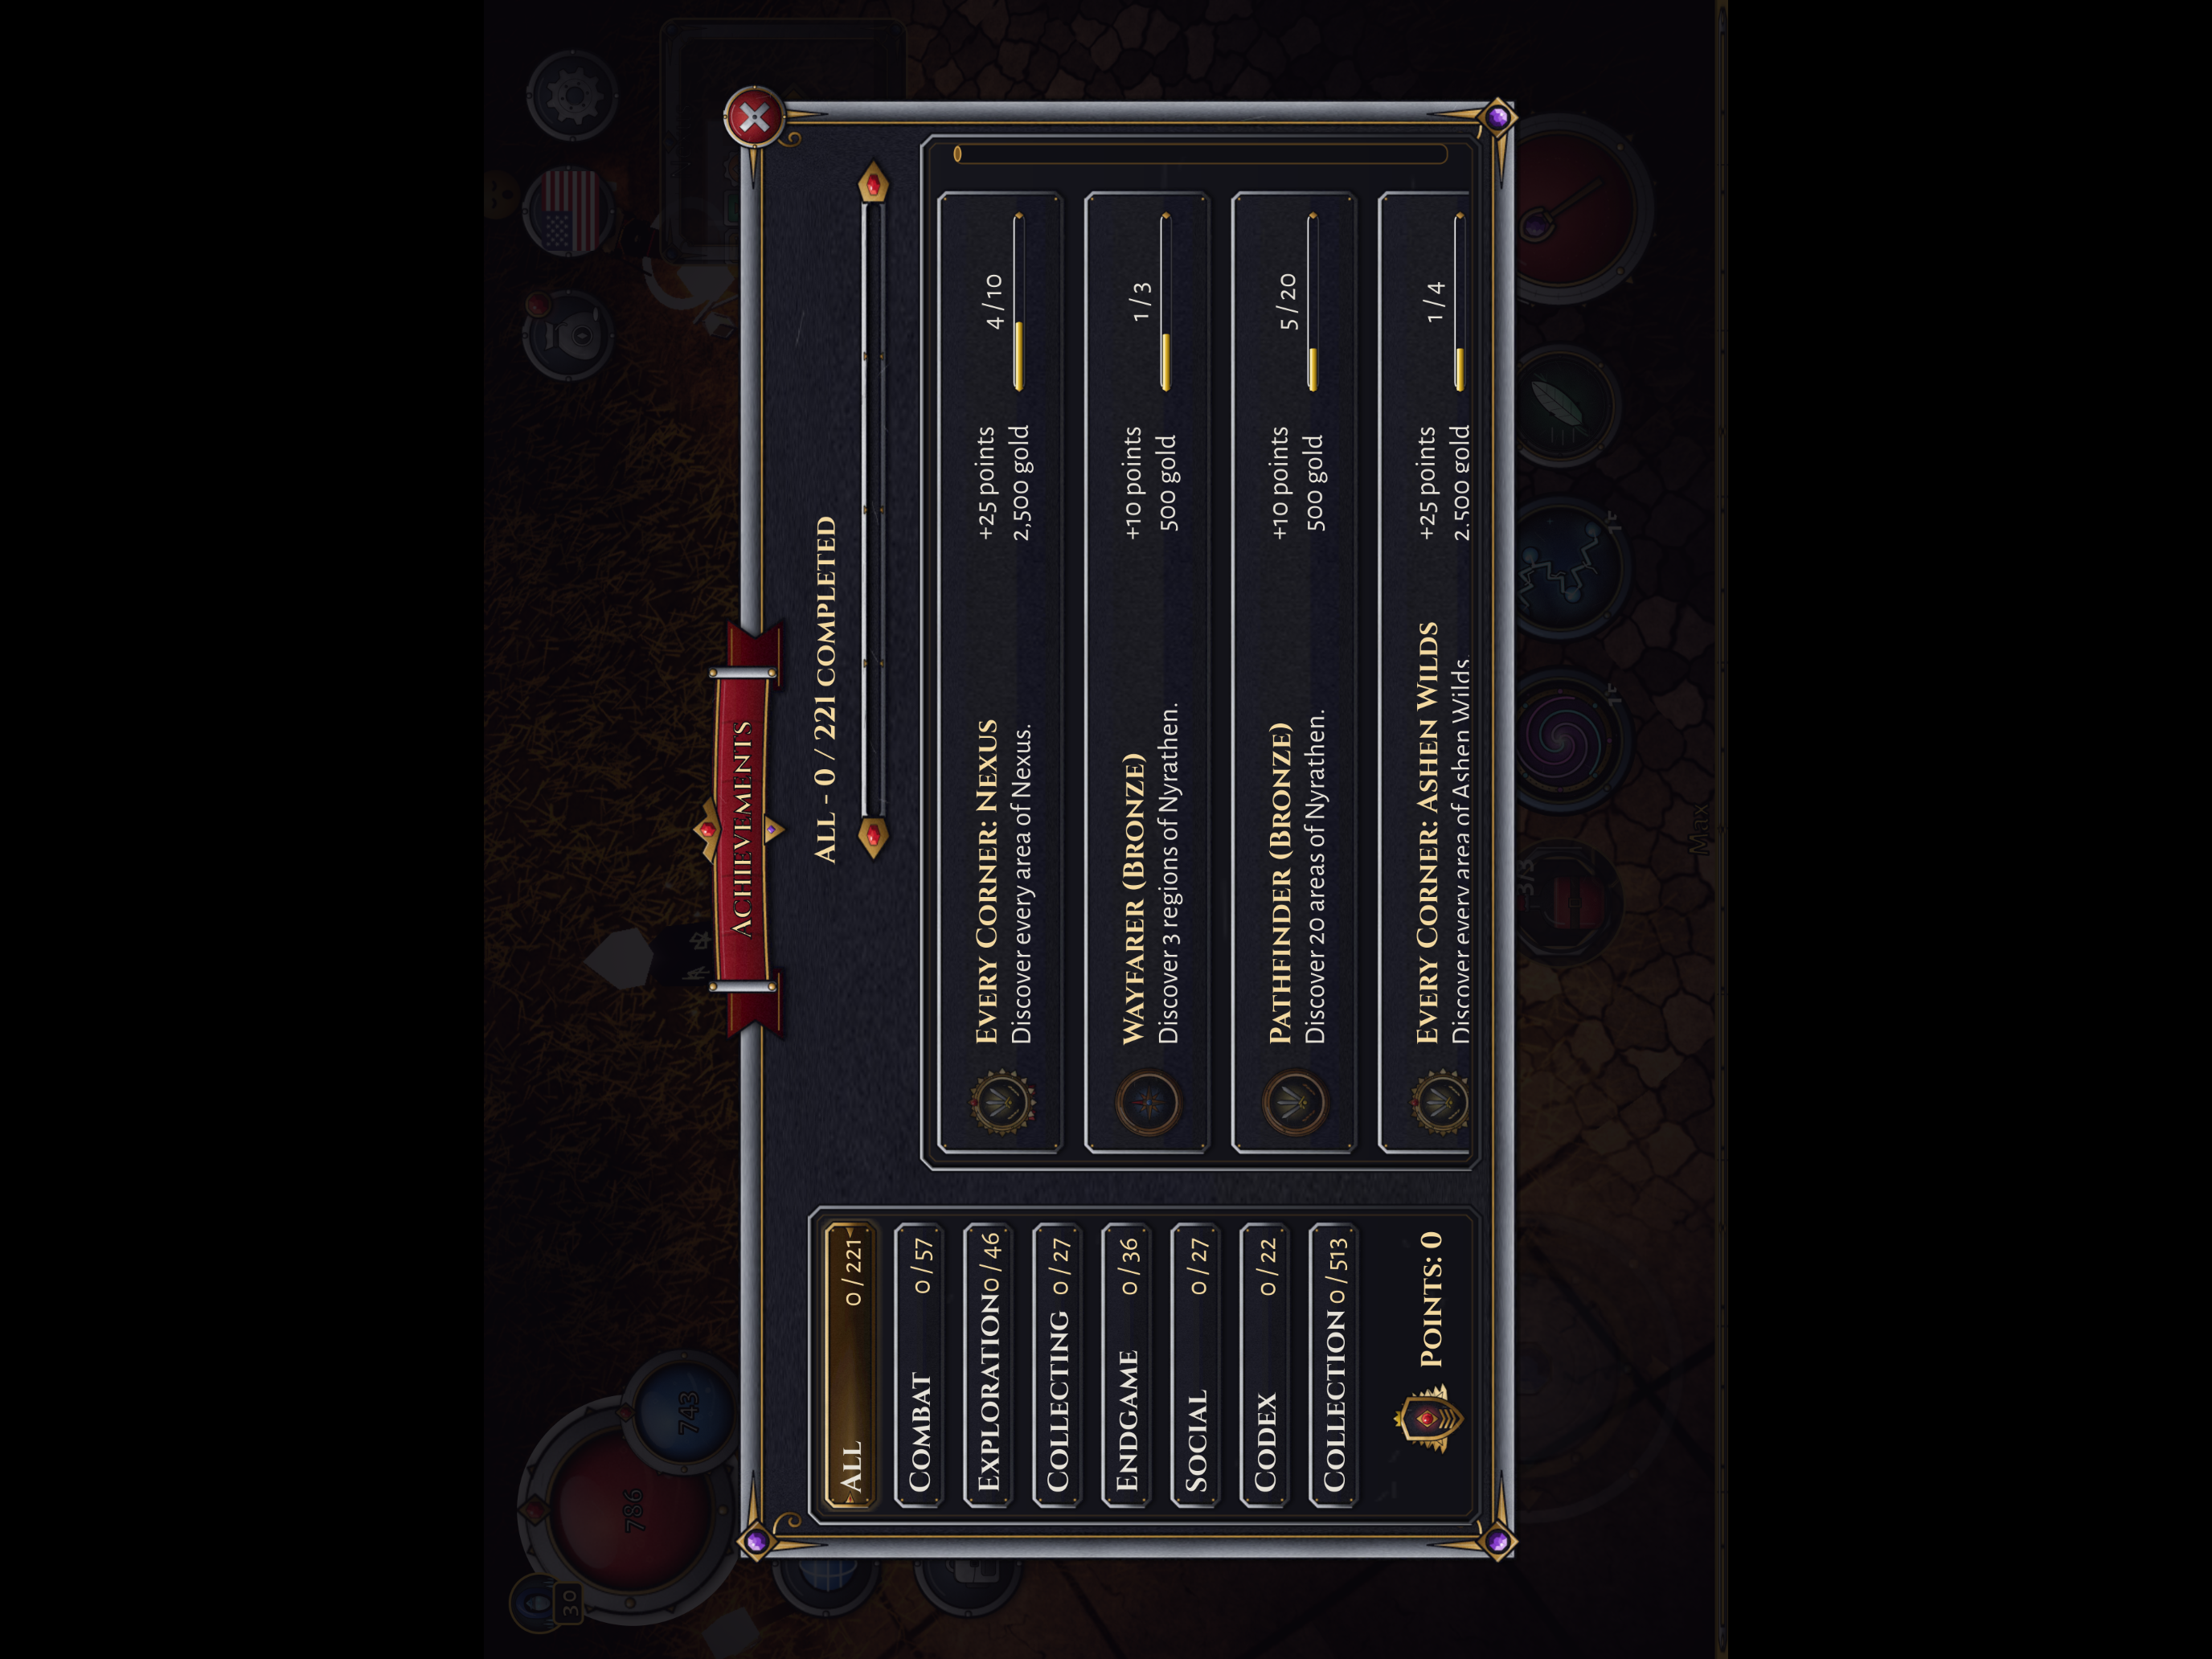 ACHIEVEMENTS
ALL - 0 / 221 COMPLETED
ALL 0 / 221
COMBAT 0 / 57
EXPLORATION 0 / 46
COLLECTING 0 / 27
ENDGAME 0 / 36
SOCIAL 0 / 27
CODEX 0 / 22
COLLECTION 0 / 513
POINTS: 0
EVERY CORNER: NEXUS
Discover every area of Nexus.
+25 points
2,500 gold
4 / 10
WAYFARER (BRONZE)
Discover 3 regions of Nyrathen.
+10 points
500 gold
1 / 3
PATHFINDER (BRONZE)
Discover 20 areas of Nyrathen.
+10 points
500 gold
5 / 20
EVERY CORNER: ASHEN WILDS
Discover every area of Ashen Wilds.
+25 points
2,500 gold
1 / 4
786
743
30
3/3
Max